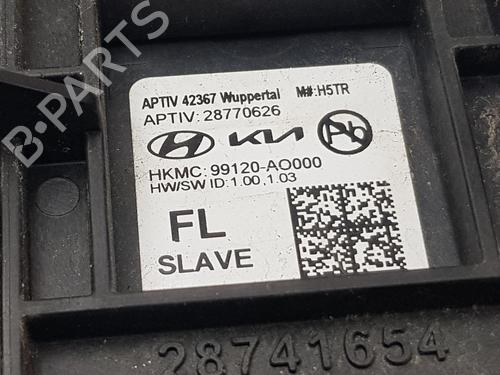 APTIV 42367 Wuppertal M#:H5TR
APTIV: 28770626
KIA Pb
HKMC: 99120-AO000
HW/SW ID: 1.00,1.03
FL
SLAVE
28741654